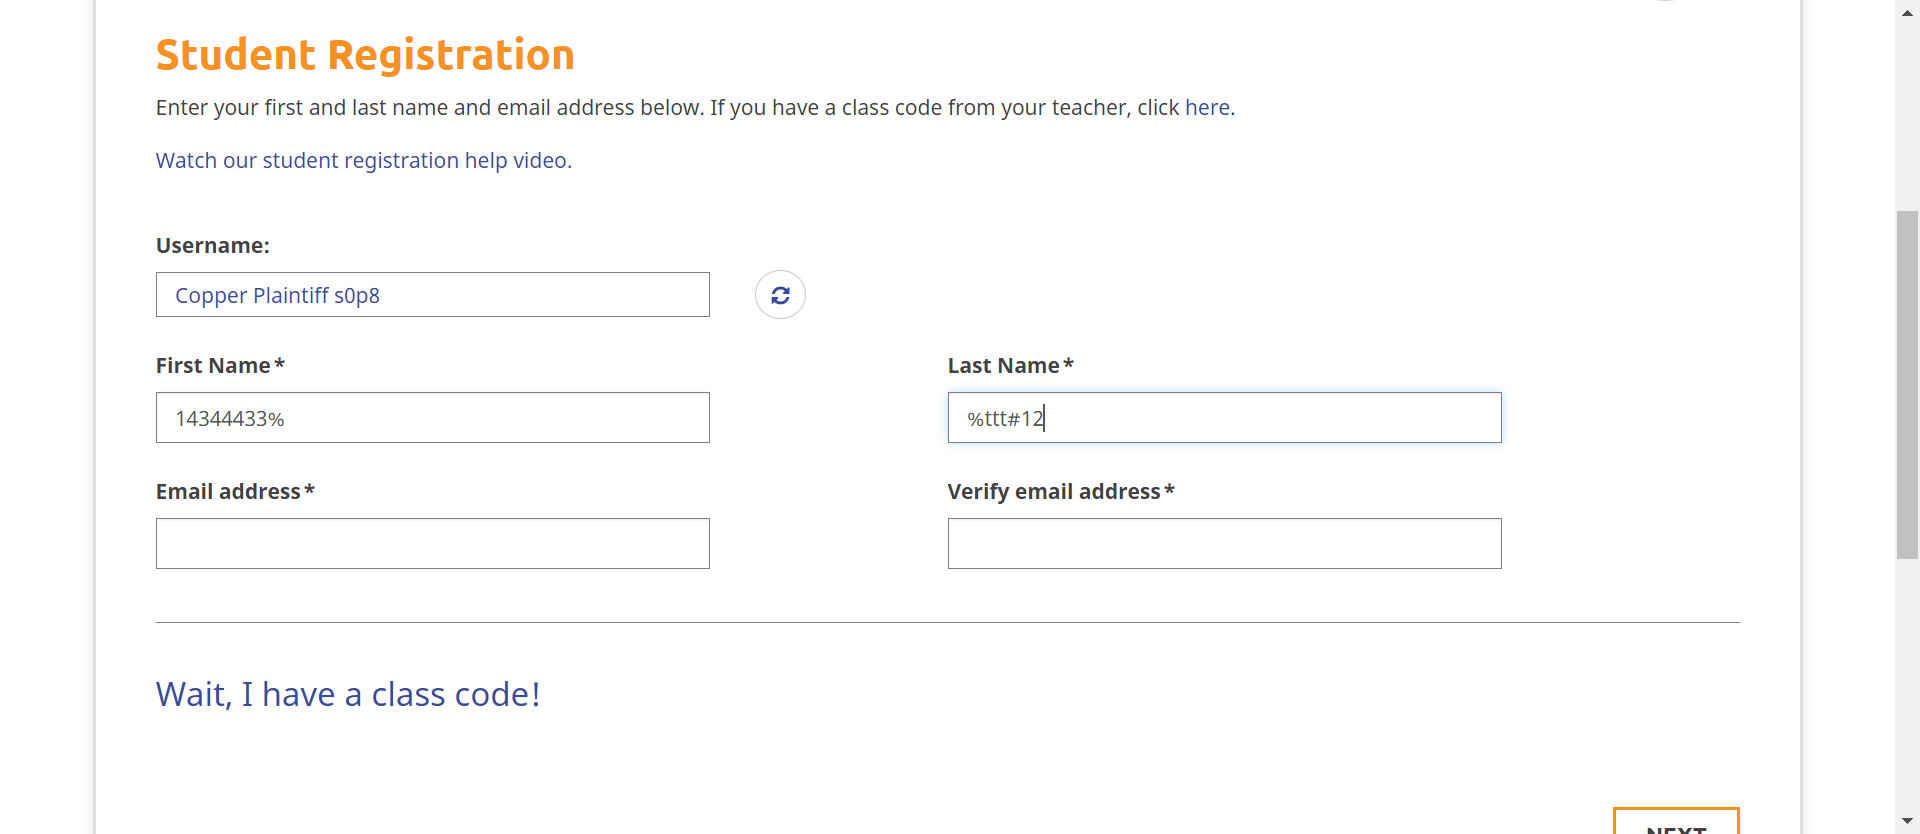 Student Registration
Enter your first and last name and email address below. If you have a class code from your teacher, click here.
Watch our student registration help video.
Username:
Copper Plaintiff s0p8
First Name*
Last Name*
14344433%
%ttt#12
Email address*
Verify email address*
Wait, I have a class code!
NEXT